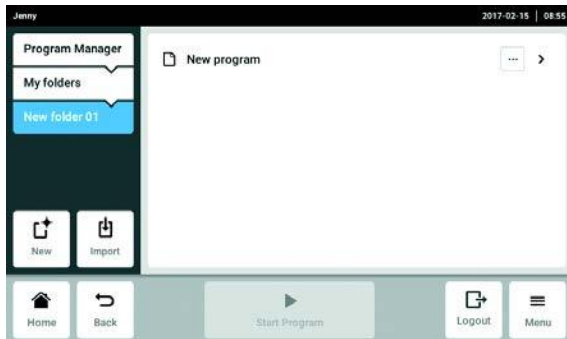 Jenny
2017-02-15 | 08:55
Program Manager
My folders
New folder 01
New program
...
New
Import
Home
Back
Start Program
Logout
Menu